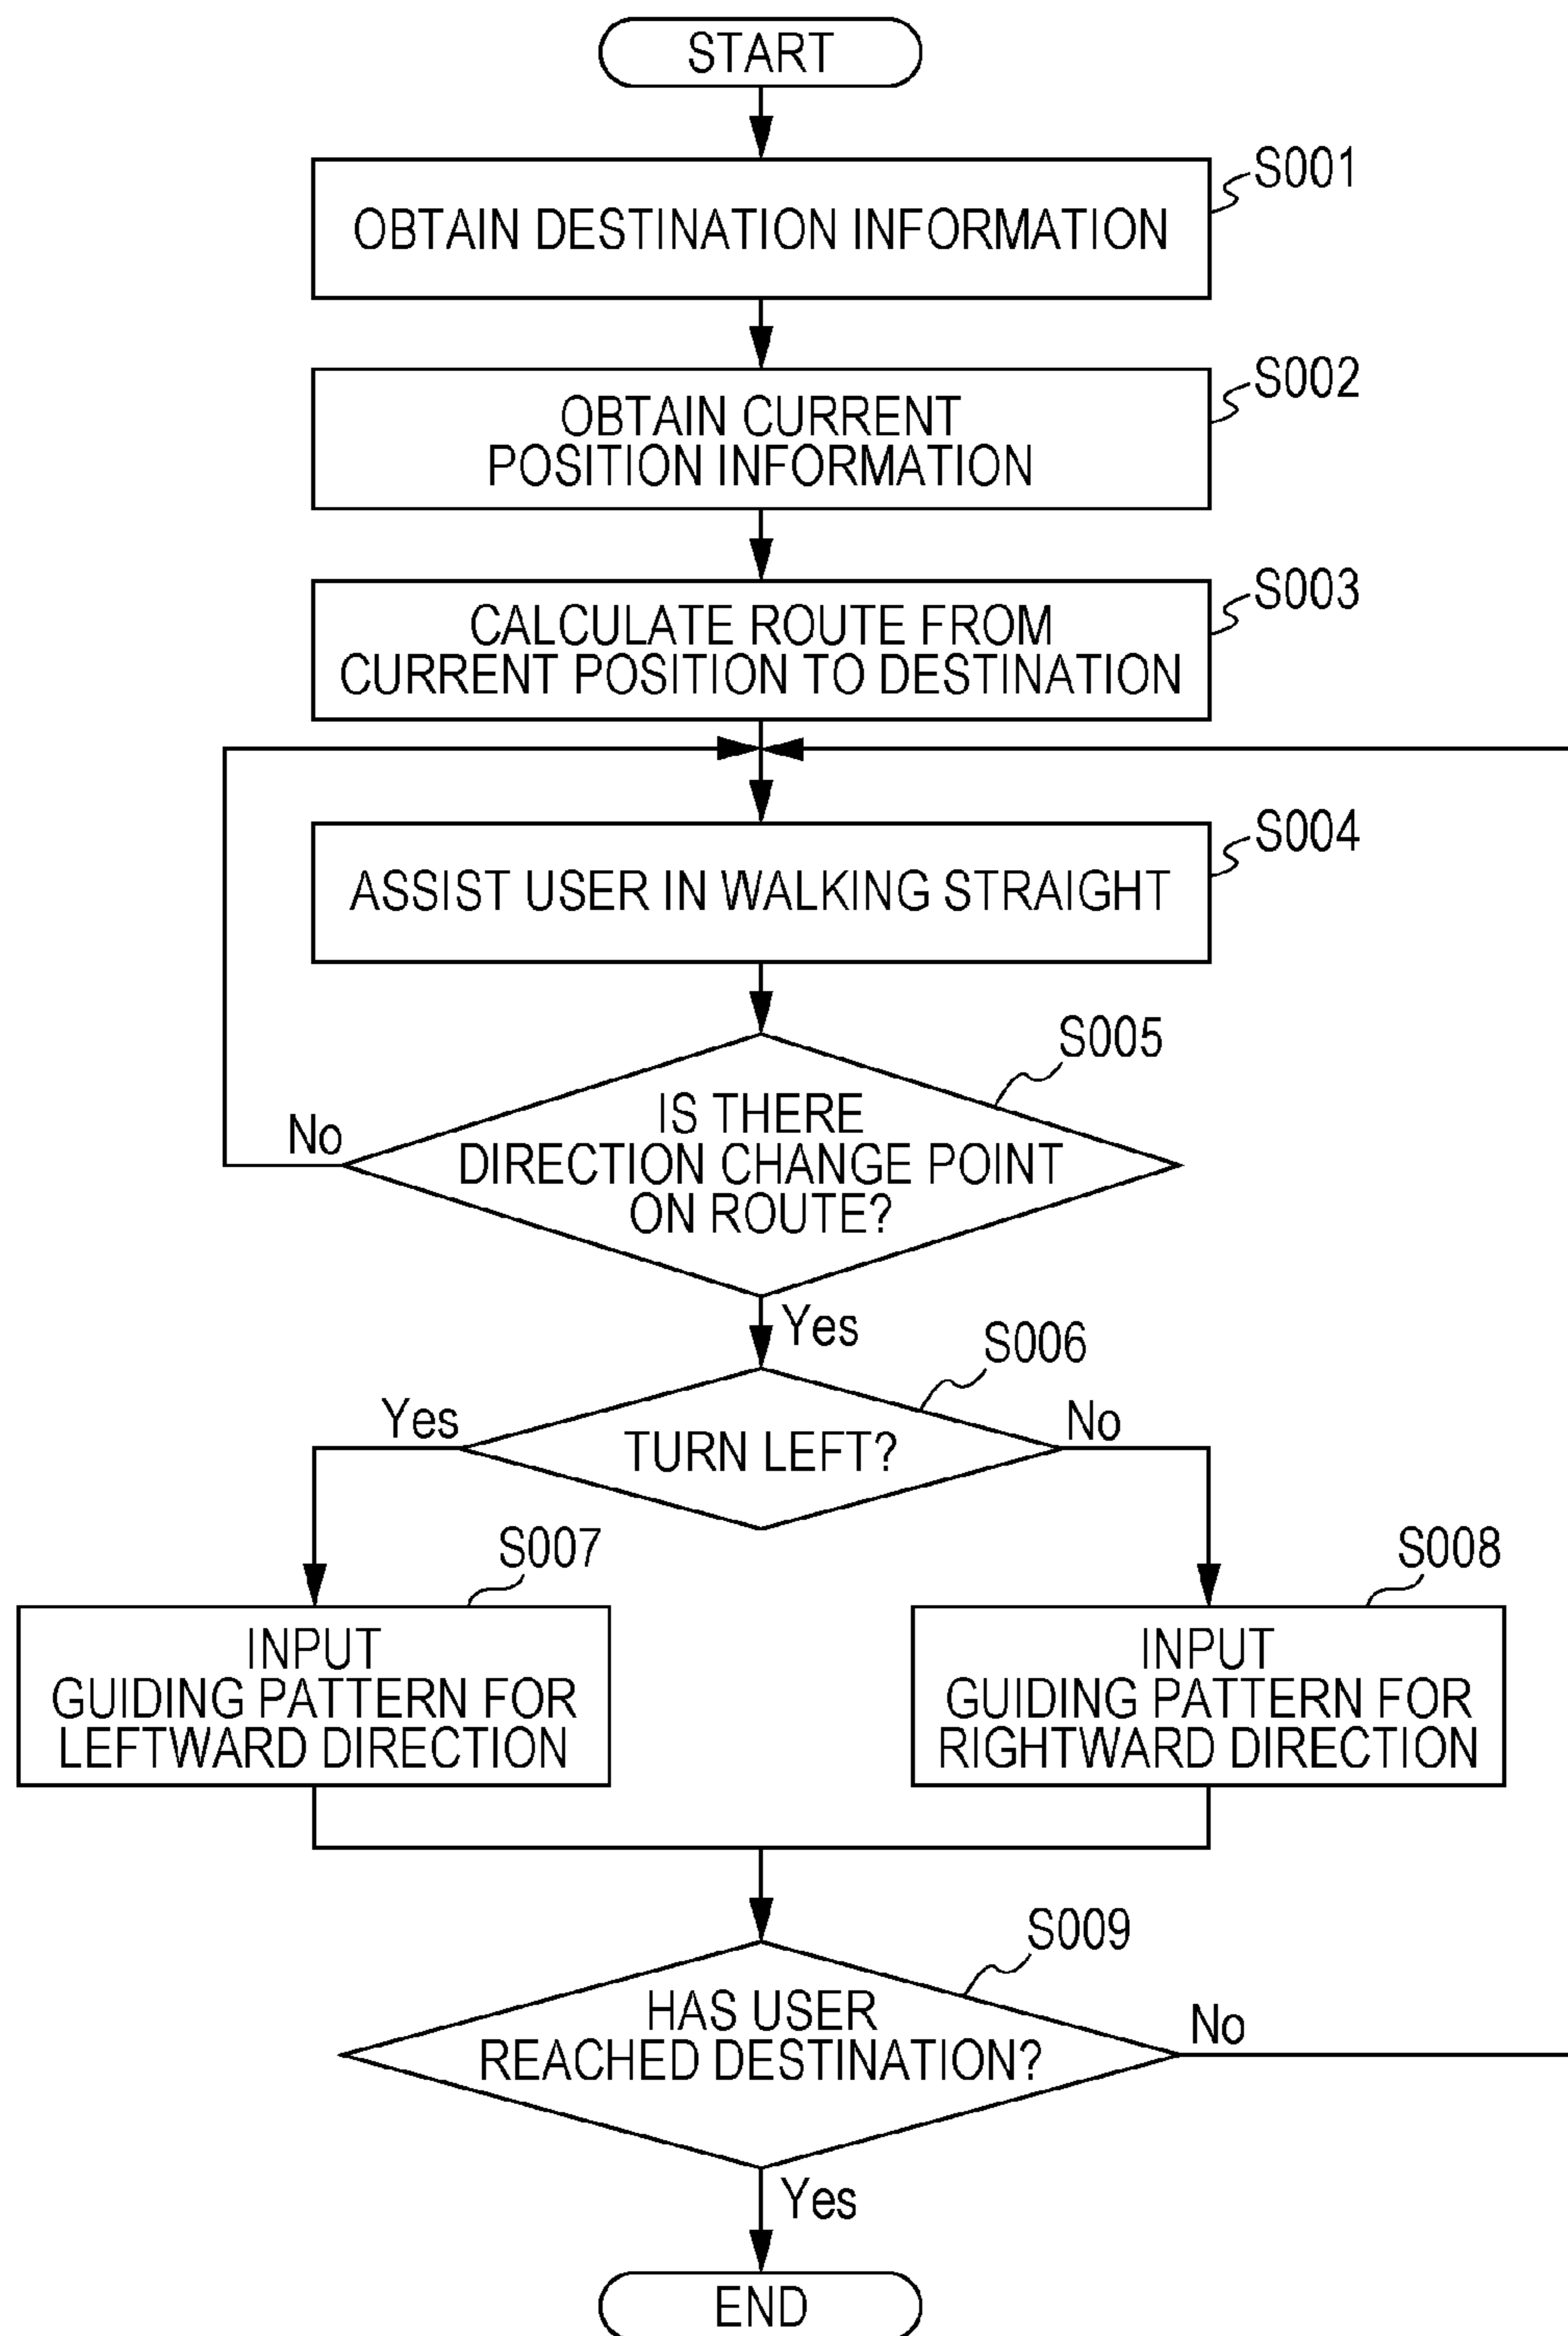 START
S001
OBTAIN DESTINATION INFORMATION
S002
OBTAIN CURRENT
POSITION INFORMATION
S003
CALCULATE ROUTE FROM
CURRENT POSITION TO DESTINATION
S004
ASSIST USER IN WALKING STRAIGHT
S005
IS THERE
DIRECTION CHANGE POINT
ON ROUTE?
No
Yes
S006
TURN LEFT?
Yes
No
S007
INPUT
GUIDING PATTERN FOR
LEFTWARD DIRECTION
S008
INPUT
GUIDING PATTERN FOR
RIGHTWARD DIRECTION
S009
HAS USER
REACHED DESTINATION?
No
Yes
END